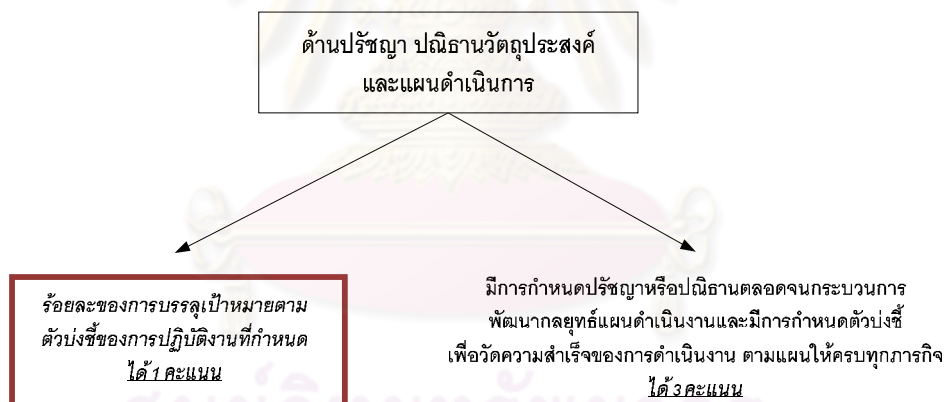 ด้านปรัชญา ปณิธานวัตถุประสงค์
และแผนดำเนินการ
ร้อยละของการบรรลุเป้าหมายตาม
ตัวบ่งชี้ของการปฏิบัติงานที่กำหนด
ได้ 1 คะแนน
มีการกำหนดปรัชญาหรือปณิธานตลอดจนกระบวนการ
พัฒนากลยุทธ์แผนดำเนินงานและมีการกำหนดตัวบ่งชี้
เพื่อวัดความสำเร็จของการดำเนินงาน ตามแผนให้ครบทุกภารกิจ
ได้ 3 คะแนน